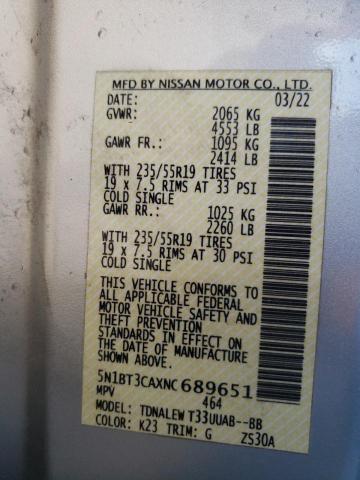 MFD BY NISSAN MOTOR CO., LTD.
DATE: 03/22
GVWR: 2065 KG
4553 LB
GAWR FR.: 1095 KG
2414 LB
WITH 235/55R19 TIRES
19 x 7.5 RIMS AT 33 PSI
COLD SINGLE
GAWR RR.: 1025 KG
2260 LB
WITH 235/55R19 TIRES
19 x 7.5 RIMS AT 30 PSI
COLD SINGLE
THIS VEHICLE CONFORMS TO
ALL APPLICABLE FEDERAL
MOTOR VEHICLE SAFETY AND
THEFT PREVENTION
STANDARDS IN EFFECT ON
THE DATE OF MANUFACTURE
SHOWN ABOVE.
5N1BT3CAXNC689651
MPV 464
MODEL: TDNALEW T33UUAB--BB
COLOR: K23 TRIM: G ZS30A